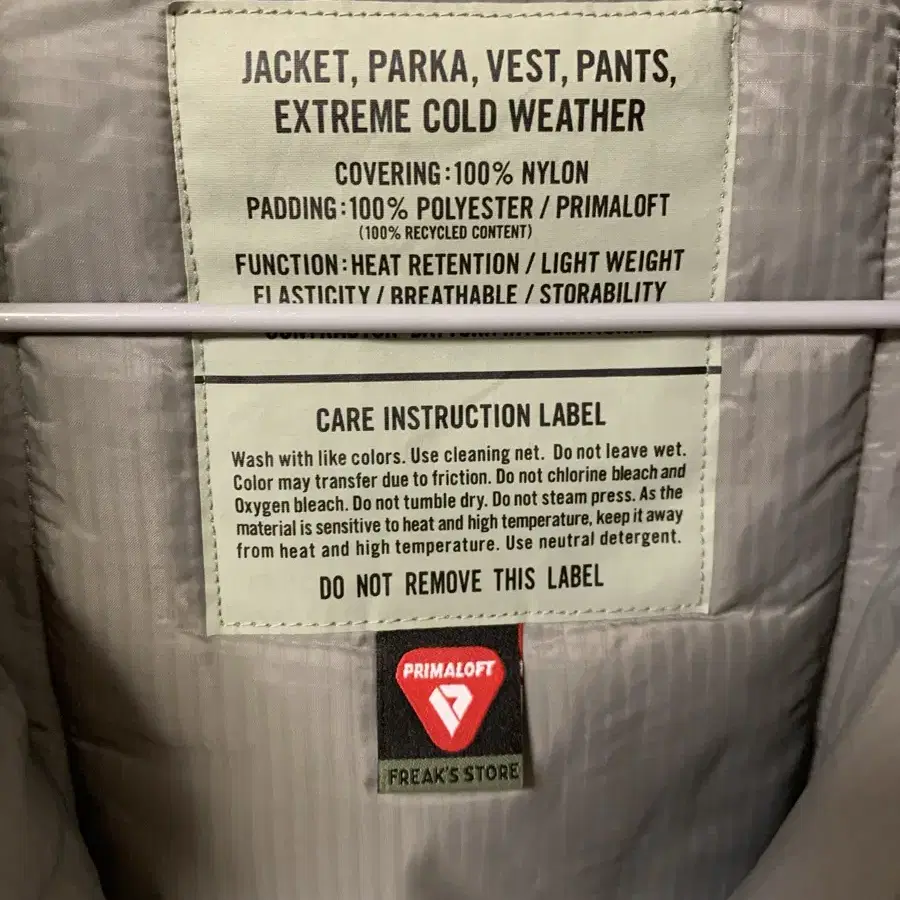 JACKET, PARKA, VEST, PANTS,
EXTREME COLD WEATHER
COVERING:100% NYLON
PADDING:100% POLYESTER / PRIMALOFT
(100% RECYCLED CONTENT)
FUNCTION:HEAT RETENTION / LIGHT WEIGHT
ELASTICITY / BREATHABLE / STORABILITY
CARE INSTRUCTION LABEL
Wash with like colors. Use cleaning net. Do not leave wet.
Color may transfer due to friction. Do not chlorine bleach and
Oxygen bleach. Do not tumble dry. Do not steam press. As the
material is sensitive to heat and high temperature, keep it away
from heat and high temperature. Use neutral detergent.
DO NOT REMOVE THIS LABEL
PRIMALOFT
FREAK'S STORE